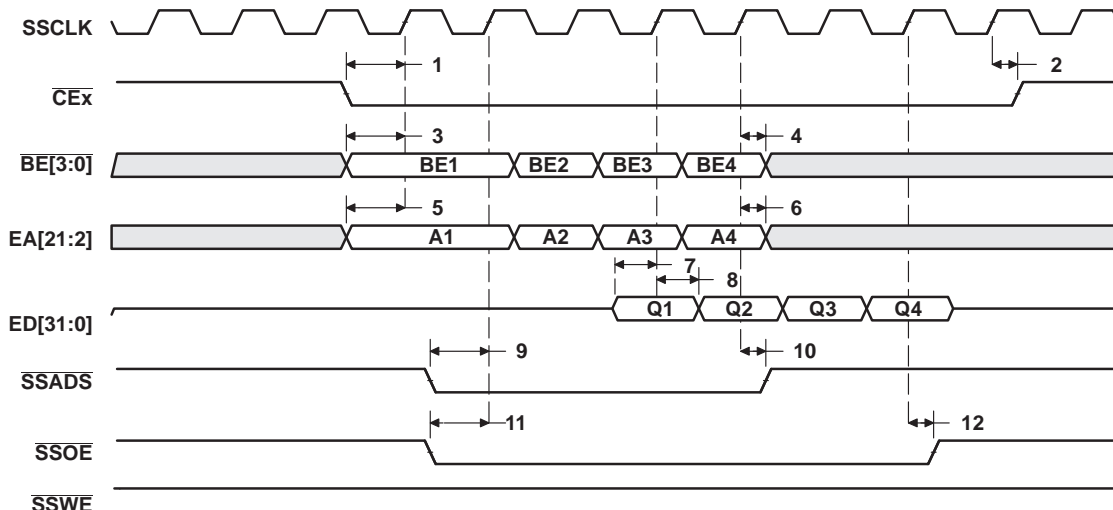 SSCLK
1
2
CEx
3
4
BE[3:0]
BE1 BE2 BE3 BE4
5
6
EA[21:2]
A1 A2 A3 A4
7
8
Q1 Q2 Q3 Q4
ED[31:0]
9
10
SSADS
11
12
SSOE
SSWE